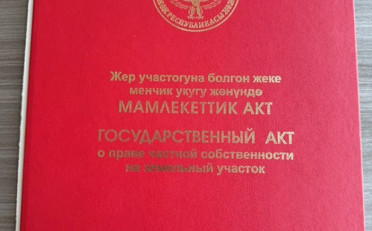 Жер участогуна болгон жеке
менчик укугу жөнүндө
МАМЛЕКЕТТИК АКТ
ГОСУДАРСТВЕННЫЙ АКТ
о праве частной собственности
на земельный участок